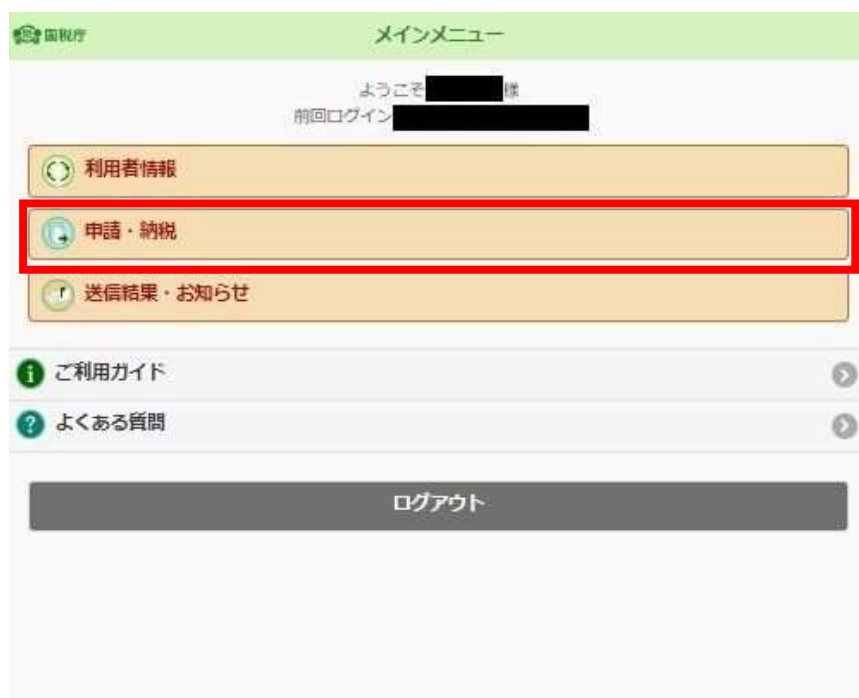 国税庁 メインメニュー
ようこそ 様
前回ログイン
利用者情報
申請・納税
送信結果・お知らせ
ご利用ガイド
よくある質問
ログアウト